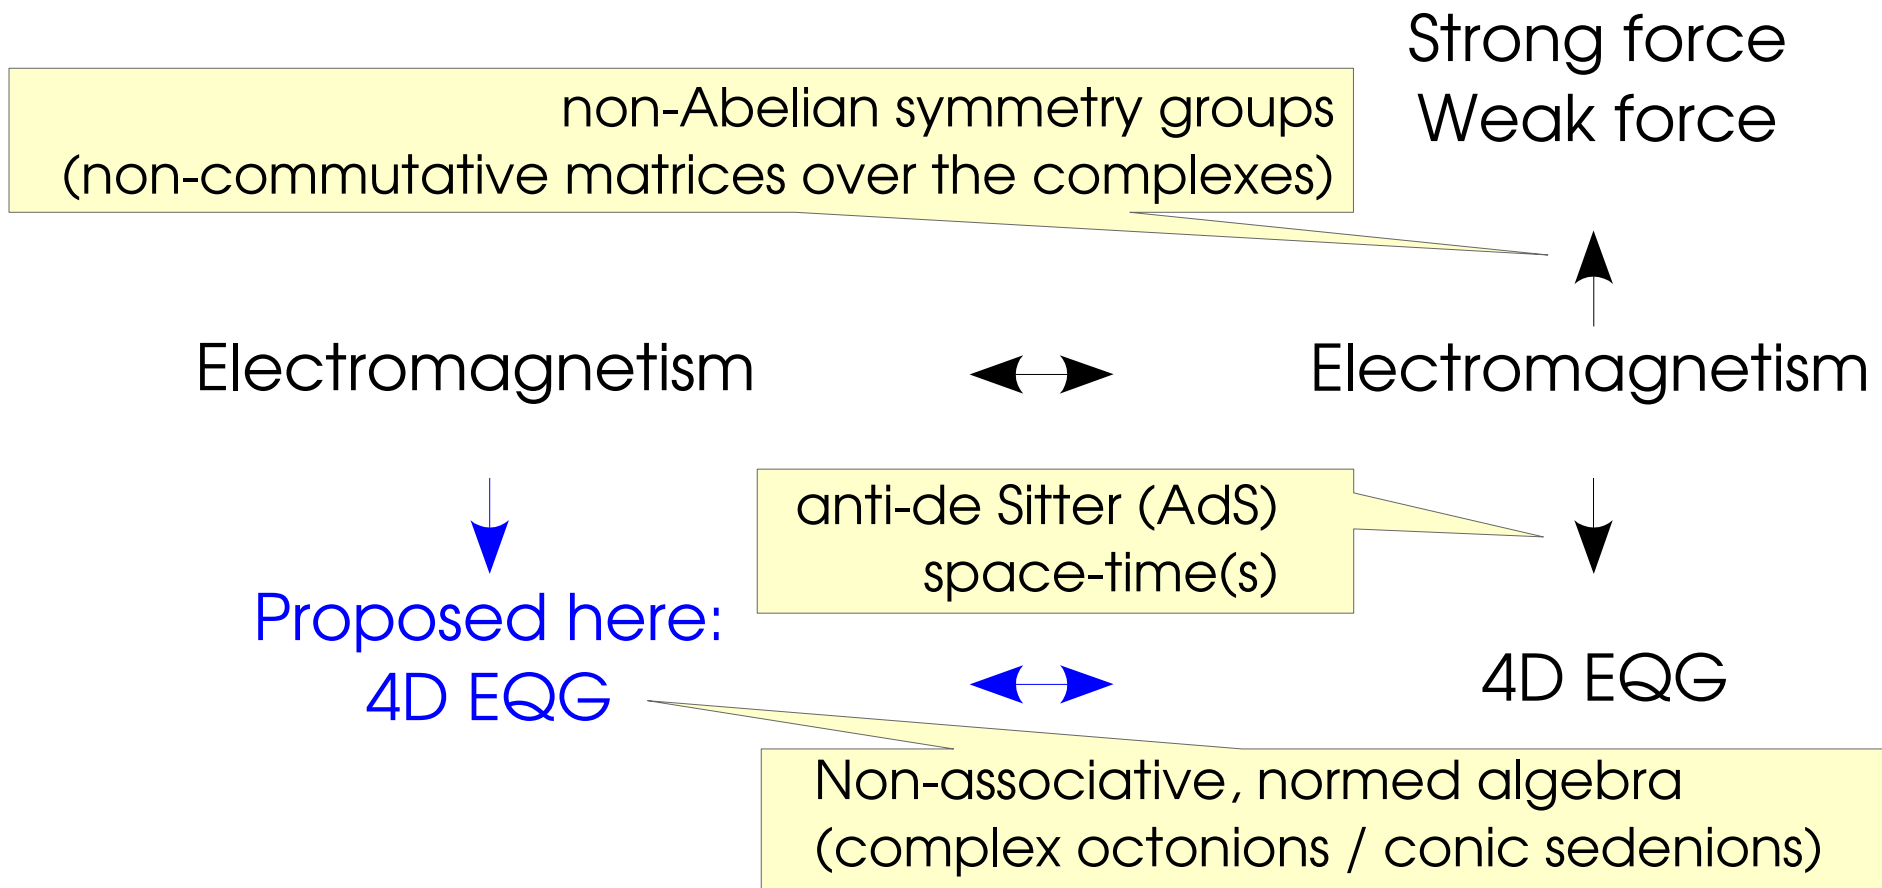 Strong force
Weak force
non-Abelian symmetry groups
(non-commutative matrices over the complexes)
Electromagnetism
Electromagnetism
anti-de Sitter (AdS)
space-time(s)
Proposed here:
4D EQG
4D EQG
Non-associative, normed algebra
(complex octonions / conic sedenions)